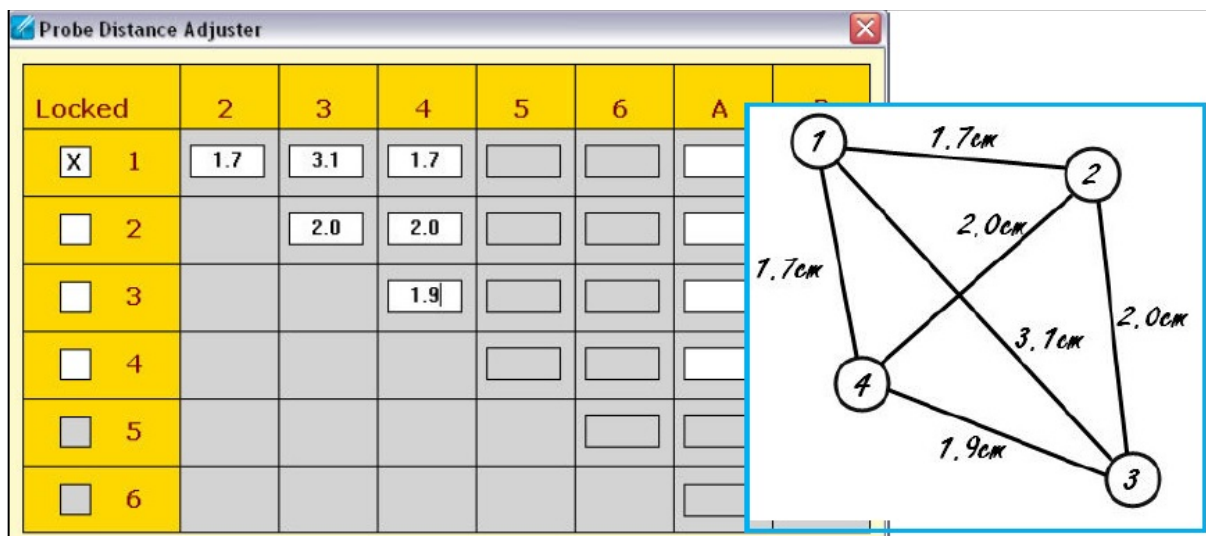 Probe Distance Adjuster
Locked 2 3 4 5 6 A
X 1 1.7 3.1 1.7
2 2.0 2.0
3 1.9
4
5
6
1 1.7cm 2
2.0cm
1.7cm
2.0cm
3.1cm
4
1.9cm
3